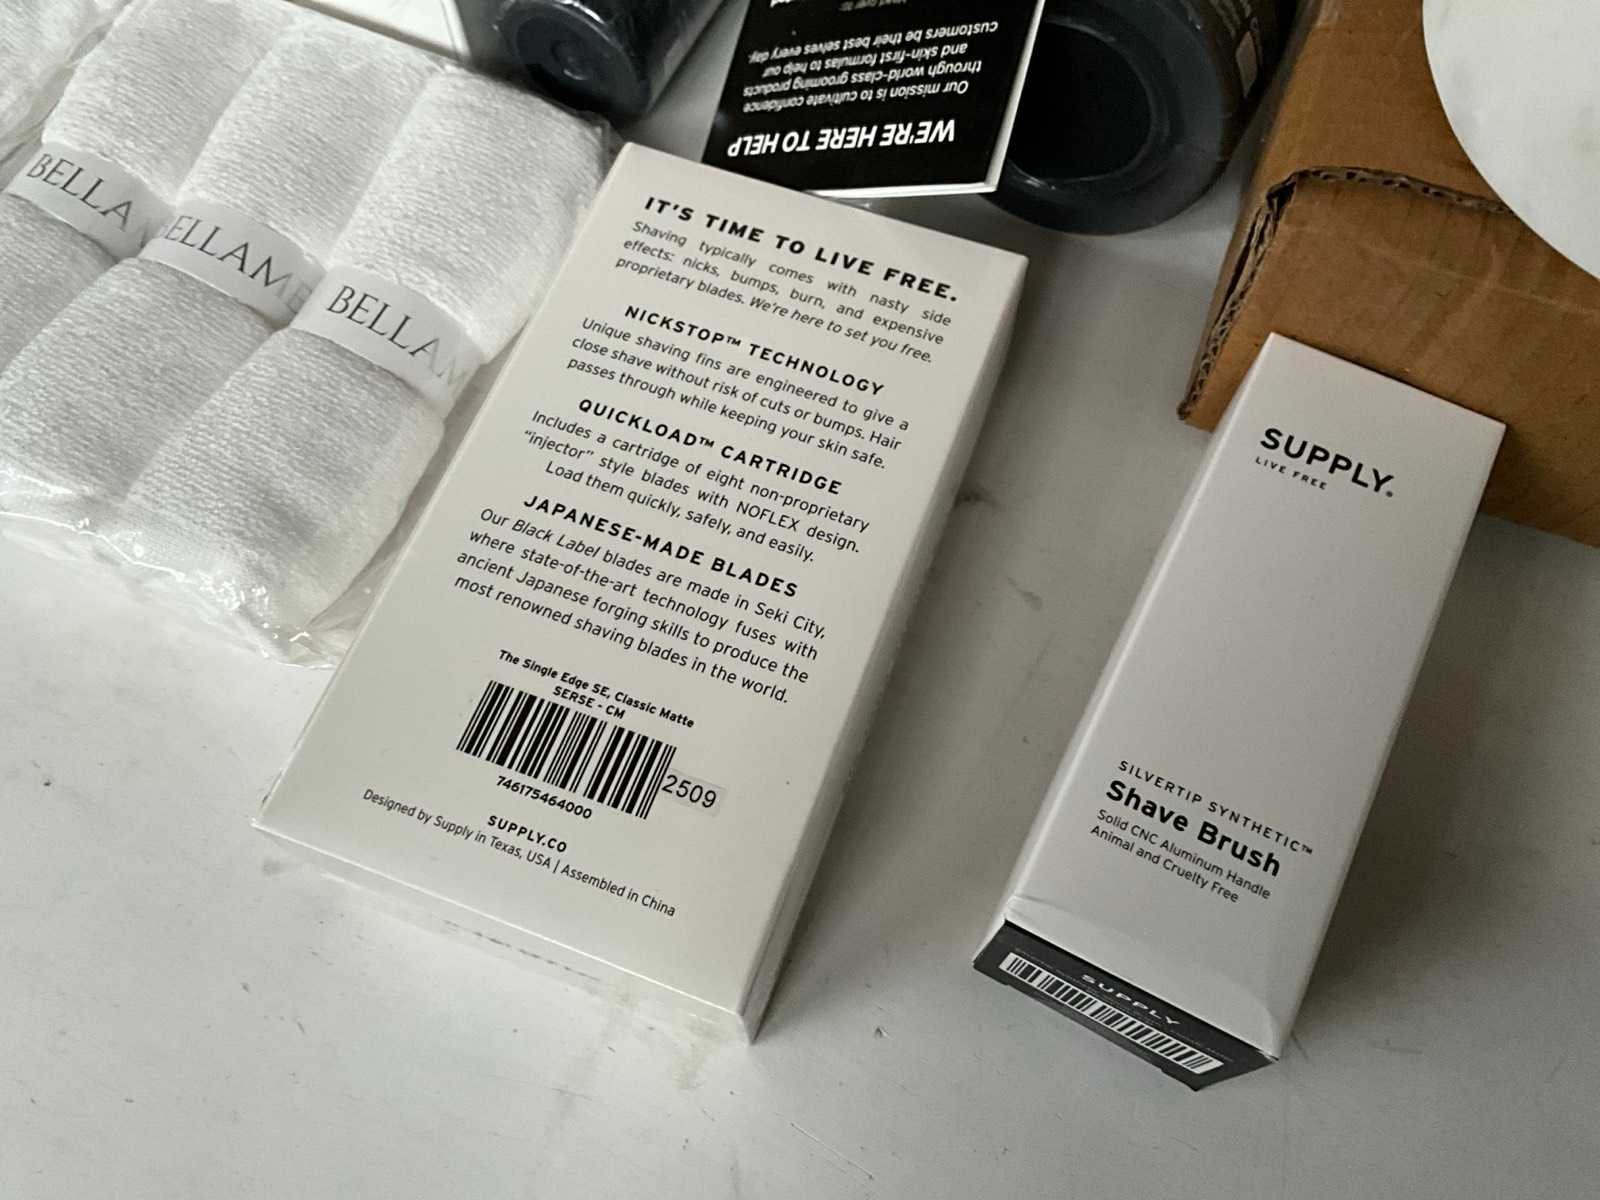 BELLA
BELLAM
BELLAM
WE'RE HERE TO HELP
Our mission is to cultivate confidence
through world-class grooming products
and skin-first formulas to help our
customers be their best selves every day.
IT'S TIME TO LIVE FREE.
Shaving typically comes with nasty side
effects: nicks, bumps, burn, and expensive
proprietary blades. We're here to set you free.
NICKSTOP™ TECHNOLOGY
Unique shaving fins are engineered to give a
close shave without risk of cuts or bumps. Hair
passes through while keeping your skin safe.
QUICKLOAD™ CARTRIDGE
Includes a cartridge of eight non-proprietary
"injector" style blades with NOFLEX design.
Load them quickly, safely, and easily.
JAPANESE-MADE BLADES
Our Black Label blades are made in Seki City,
where state-of-the-art technology fuses with
ancient Japanese forging skills to produce the
most renowned shaving blades in the world.
The Single Edge SE, Classic Matte
SERSE - CM
2509
746175464000
SUPPLY.CO
Designed by Supply in Texas, USA | Assembled in China
SUPPLY®
LIVE FREE
SILVERTIP SYNTHETIC™
Shave Brush
Solid CNC Aluminum Handle
Animal and Cruelty Free
SUPPLY